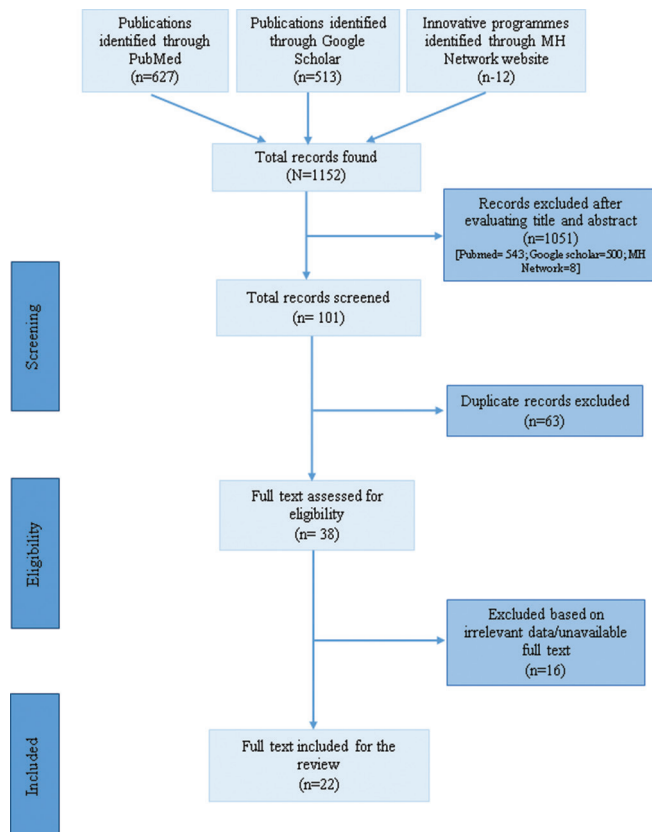 Publications
identified through
PubMed
(n=627)
Publications identified
through Google
Scholar
(n=513)
Innovative programmes
identified through MH
Network website
(n-12)
Total records found
(N=1152)
Records excluded after
evaluating title and abstract
(n=1051)
[Pubmed= 543; Google scholar=500; MH
Network=8]
Screening
Total records screened
(n= 101)
Duplicate records excluded
(n=63)
Eligibility
Full text assessed for
eligibility
(n= 38)
Excluded based on
irrelevant data/unavailable
full text
(n=16)
Included
Full text included for the
review
(n=22)